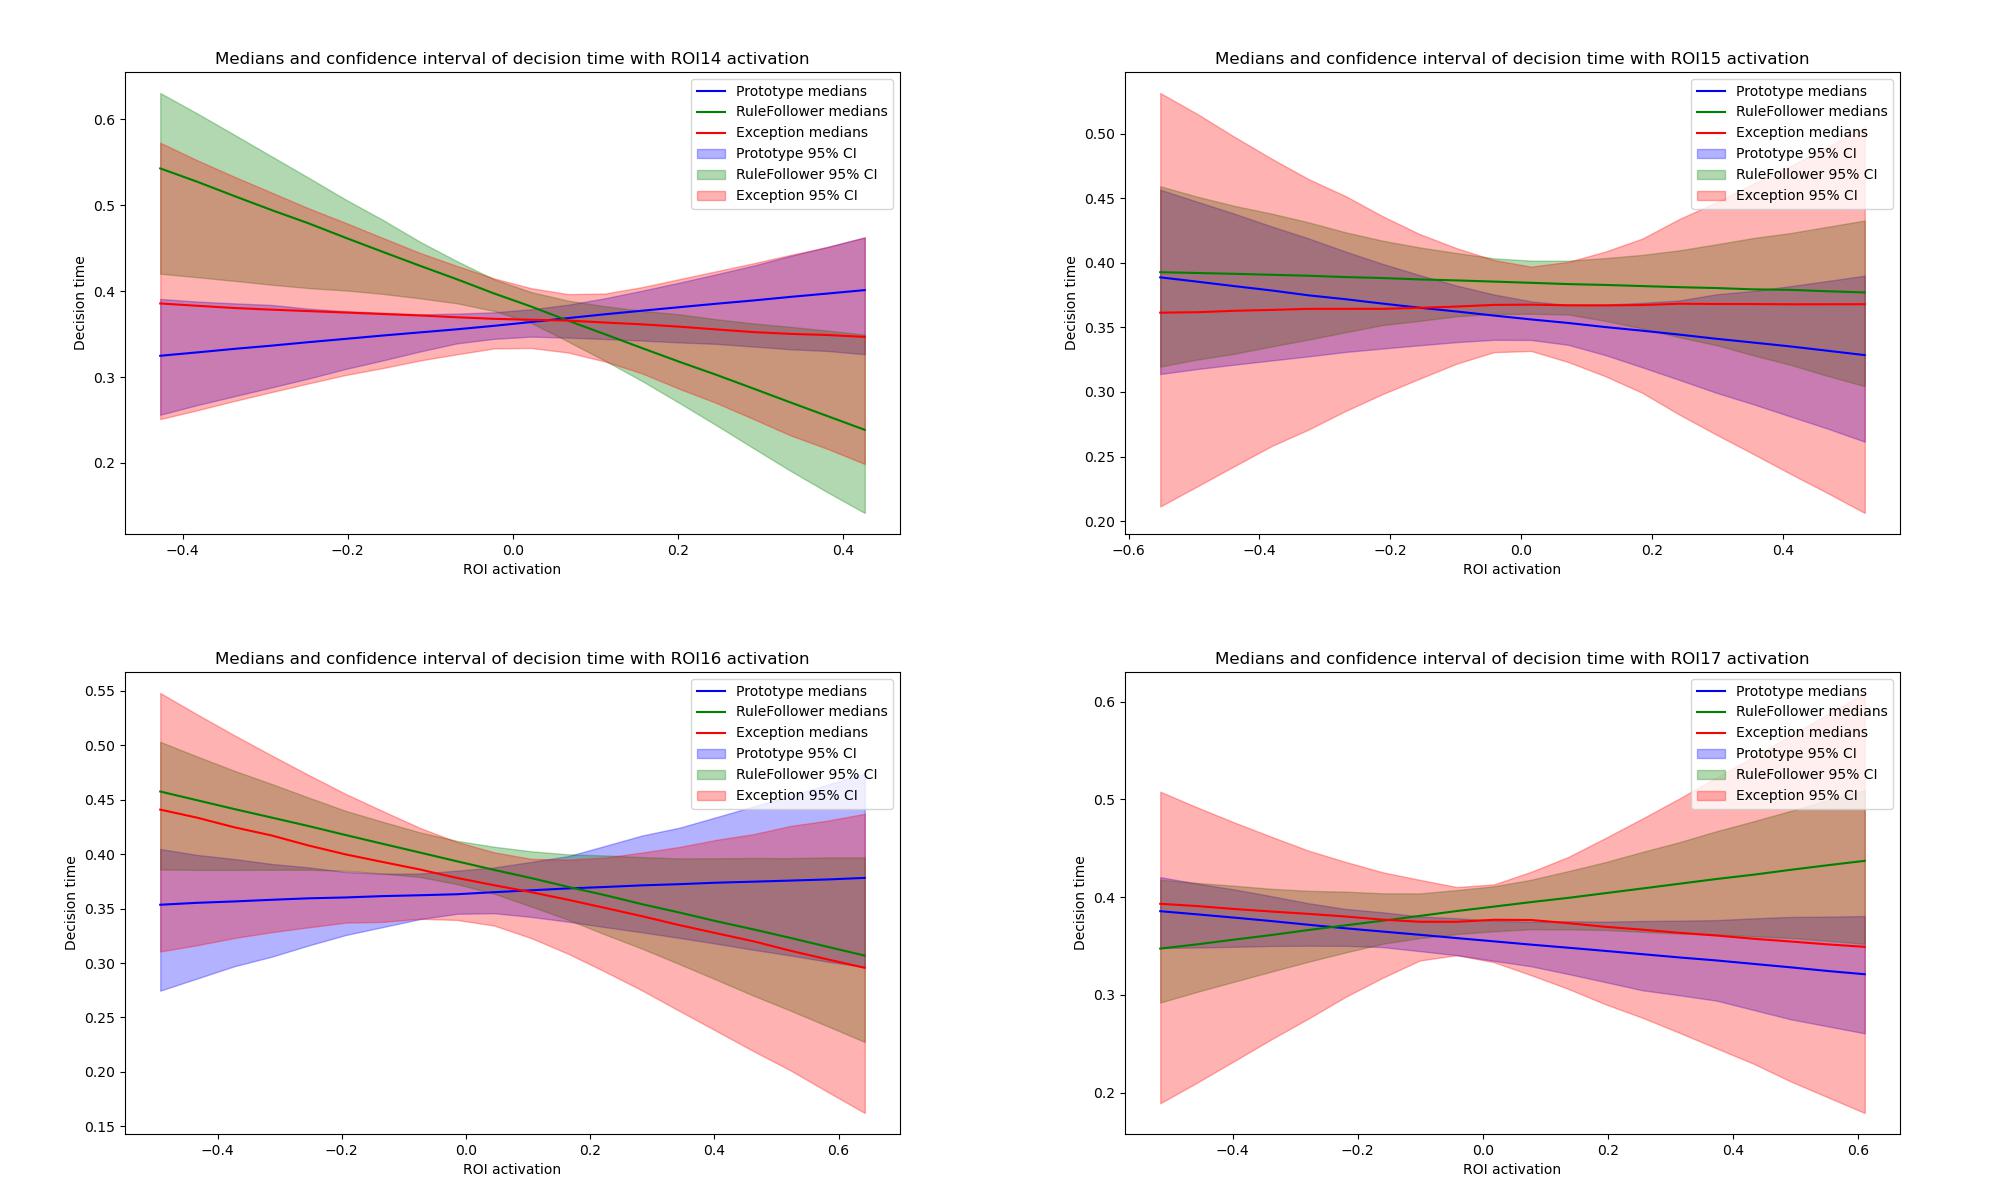 Medians and confidence interval of decision time with ROI14 activation
Prototype medians
RuleFollower medians
Exception medians
Prototype 95% CI
RuleFollower 95% CI
Exception 95% CI
Decision time
0.6
0.5
0.4
0.3
0.2
−0.4
−0.2
0.0
0.2
0.4
ROI activation
Medians and confidence interval of decision time with ROI15 activation
Prototype medians
RuleFollower medians
Exception medians
Prototype 95% CI
RuleFollower 95% CI
Exception 95% CI
Decision time
0.50
0.45
0.40
0.35
0.30
0.25
0.20
−0.6
−0.4
−0.2
0.0
0.2
0.4
ROI activation
Medians and confidence interval of decision time with ROI16 activation
Prototype medians
RuleFollower medians
Exception medians
Prototype 95% CI
RuleFollower 95% CI
Exception 95% CI
Decision time
0.55
0.50
0.45
0.40
0.35
0.30
0.25
0.20
0.15
−0.4
−0.2
0.0
0.2
0.4
0.6
ROI activation
Medians and confidence interval of decision time with ROI17 activation
Prototype medians
RuleFollower medians
Exception medians
Prototype 95% CI
RuleFollower 95% CI
Exception 95% CI
Decision time
0.6
0.5
0.4
0.3
0.2
−0.4
−0.2
0.0
0.2
0.4
0.6
ROI activation